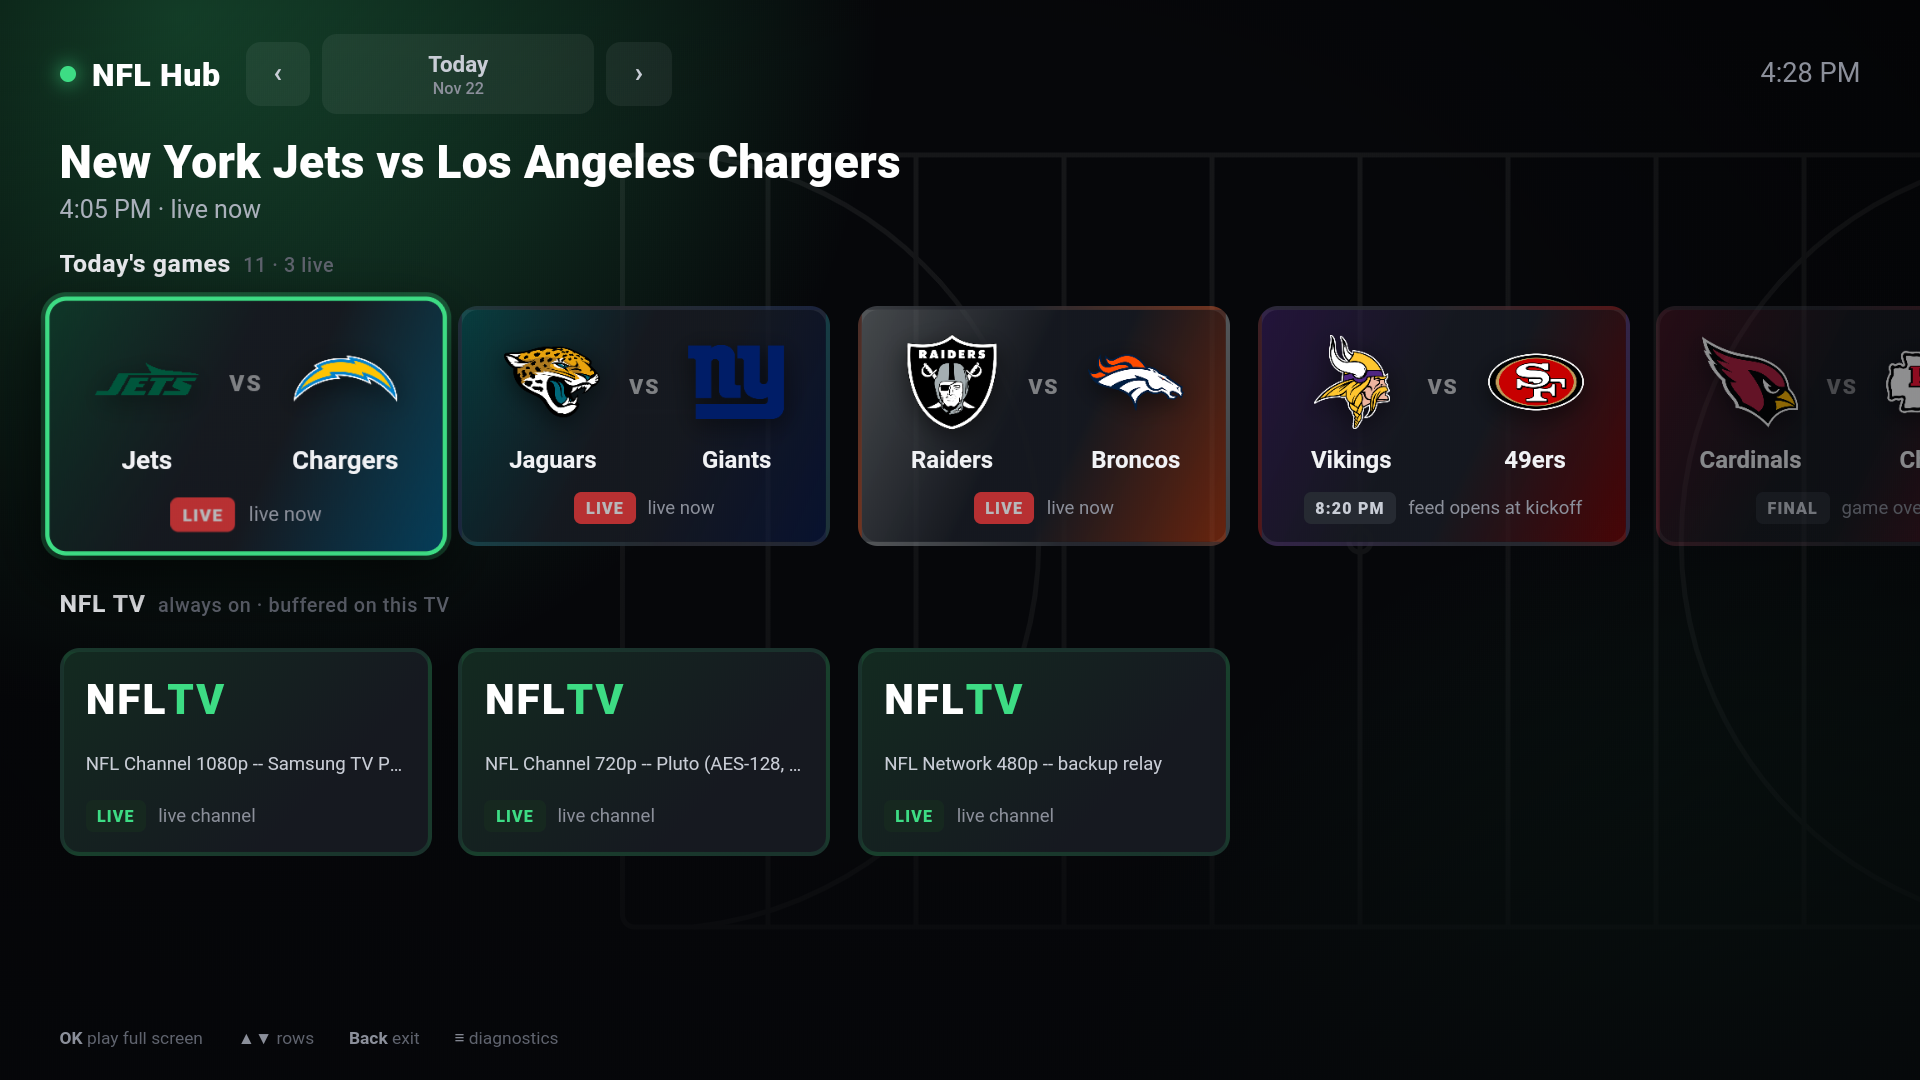 NFL Hub
‹
Today
Nov 22
›
4:28 PM
New York Jets vs Los Angeles Chargers
4:05 PM · live now
Today's games 11 · 3 live
JETS
VS
Jets
Chargers
LIVE live now
VS
ny
Jaguars
Giants
LIVE live now
RAIDERS
VS
Raiders
Broncos
LIVE live now
VS
SF
Vikings
49ers
8:20 PM feed opens at kickoff
VS
Cardinals
FINAL game
NFL TV always on · buffered on this TV
NFLTV
NFL Channel 1080p -- Samsung TV P...
LIVE live channel
NFLTV
NFL Channel 720p -- Pluto (AES-128, ...
LIVE live channel
NFLTV
NFL Network 480p -- backup relay
LIVE live channel
OK play full screen ▲▼ rows Back exit ≡ diagnostics